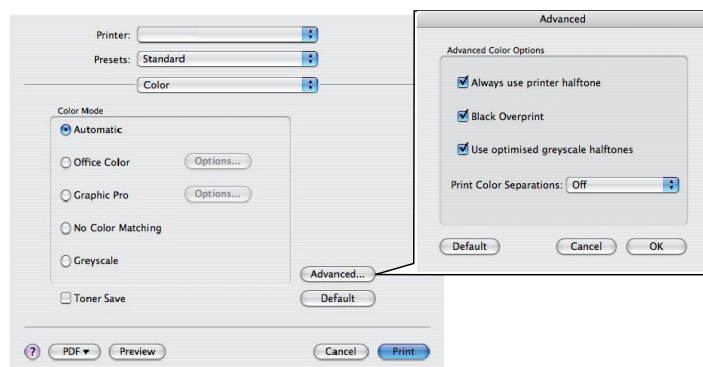 Printer:
Presets: Standard
Color
Color Mode
Automatic
Office Color Options...
Graphic Pro Options...
No Color Matching
Greyscale
Advanced...
Toner Save Default
? PDF▼ Preview Cancel Print
Advanced
Advanced Color Options
Always use printer halftone
Black Overprint
Use optimised greyscale halftones
Print Color Separations: Off
Default Cancel OK